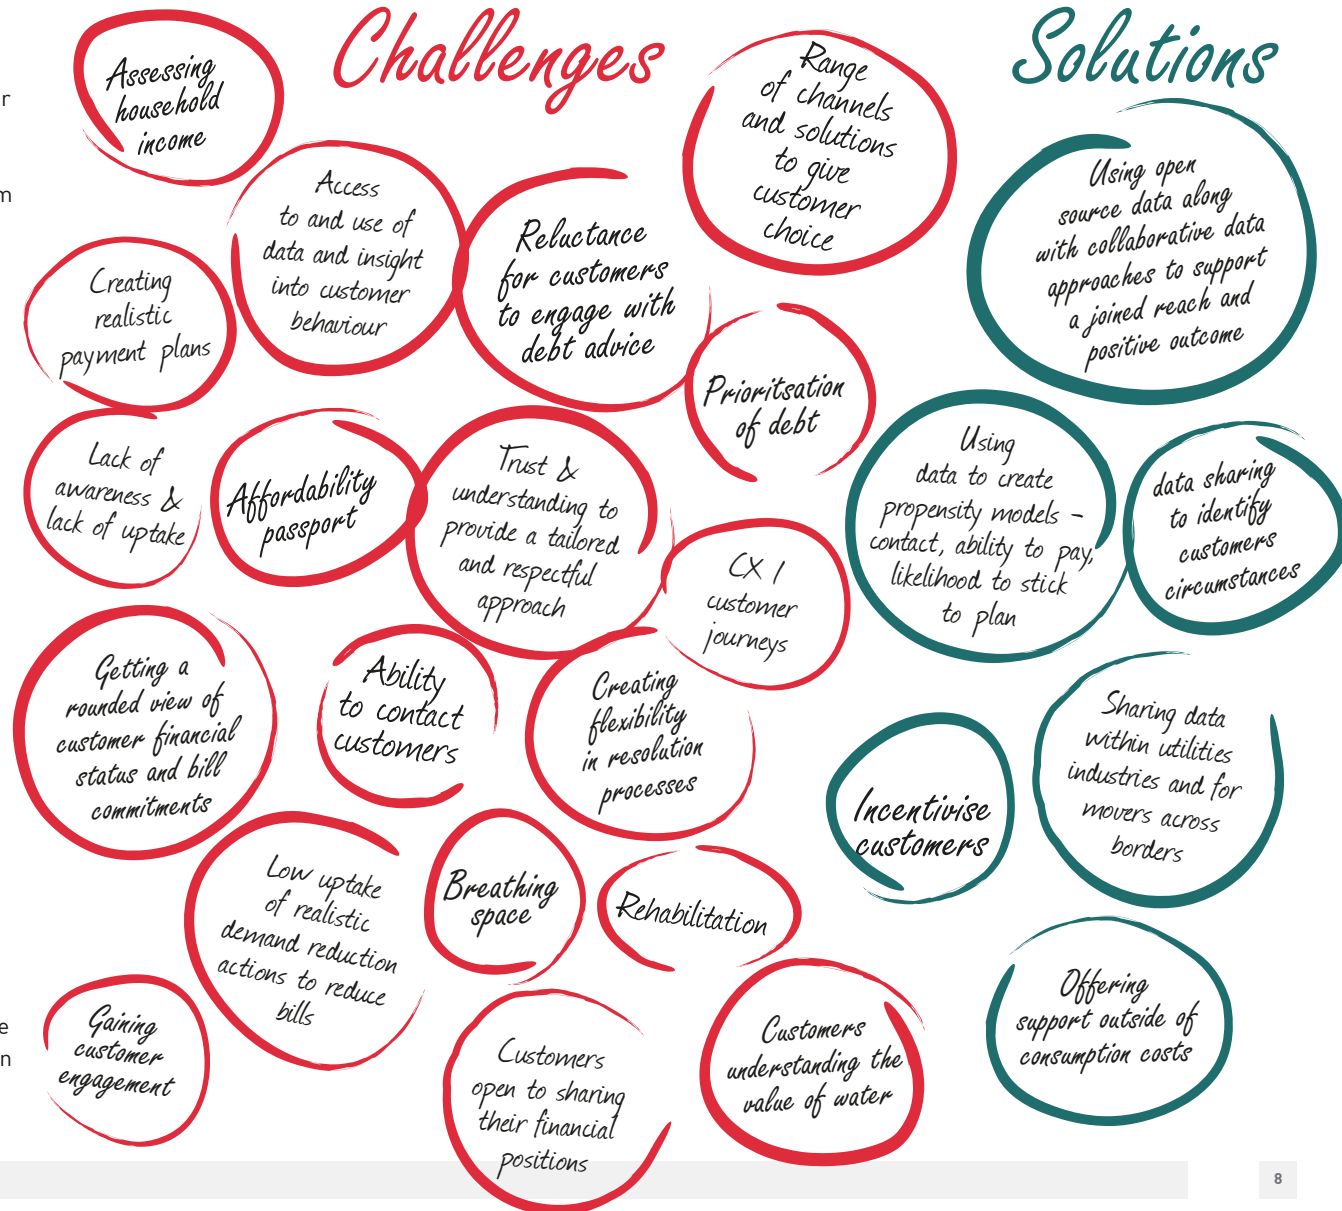 Challenges
Solutions
r
m
e
n
Assessing
household
income
Range
of channels
and solutions
to give
customer
choice
Access
to and use of
data and insight
into customer
behaviour
Reluctance
for customers
to engage with
debt advice
Creating
realistic
payment plans
Prioritsation
of debt
Lack of
awareness &
lack of uptake
Affordability
passport
Trust &
understanding to
provide a tailored
and respectful
approach
CX /
customer
journeys
Getting a
rounded view of
customer financial
status and bill
commitments
Ability
to contact
customers
Creating
flexibility
in resolution
processes
Low uptake
of realistic
demand reduction
actions to reduce
bills
Breathing
space
Rehabilitation
Gaining
customer
engagement
Customers
open to sharing
their financial
positions
Customers
understanding the
value of water
Using open
source data along
with collaborative data
approaches to support
a joined reach and
positive outcome
Using
data to create
propensity models –
contact, ability to pay,
likelihood to stick
to plan
data sharing
to identify
customers
circumstances
Incentivise
customers
Sharing data
within utilities
industries and for
movers across
borders
Offering
support outside of
consumption costs
8